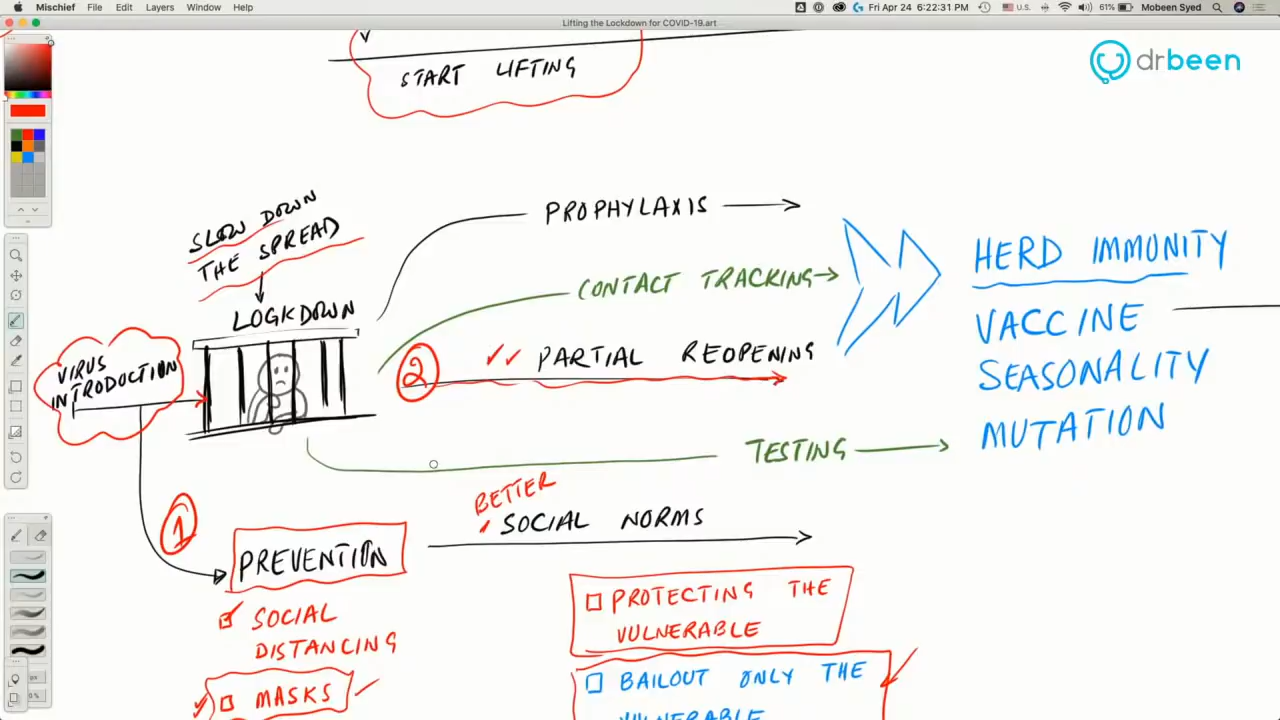 Mischief File Edit Layers Window Help
Fri Apr 24 6:22:31 PM U.S. 61% Mobeen Syed
Lifting the Lockdown for COVID-19.art
drbeen
START LIFTING
SLOW DOWN
THE SPREAD
LOCKDOWN
PROPHYLAXIS
CONTACT TRACKING
2
PARTIAL REOPENING
TESTING
HERD IMMUNITY
VACCINE
SEASONALITY
MUTATION
VIRUS
INTRODUCTION
1
PREVENTION
BETTER
SOCIAL NORMS
SOCIAL
DISTANCING
MASKS
PROTECTING THE
VULNERABLE
BAILOUT ONLY THE
VULNERABLE